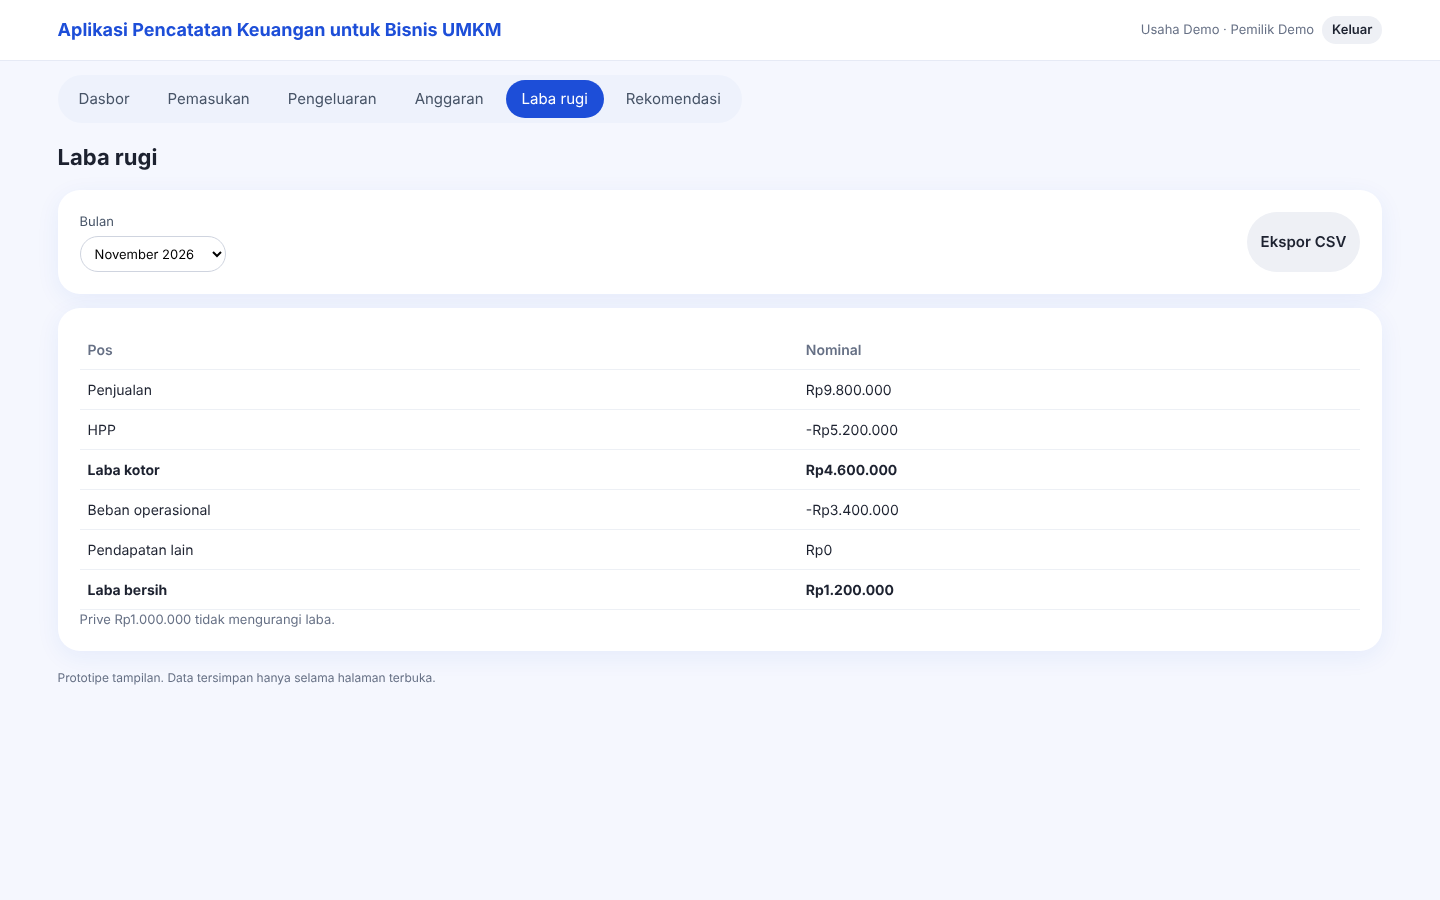 Aplikasi Pencatatan Keuangan untuk Bisnis UMKM
Usaha Demo · Pemilik Demo Keluar
Dasbor Pemasukan Pengeluaran Anggaran Laba rugi Rekomendasi
Laba rugi
Bulan
November 2026
Ekspor CSV
Pos Nominal
Penjualan Rp9.800.000
HPP -Rp5.200.000
Laba kotor Rp4.600.000
Beban operasional -Rp3.400.000
Pendapatan lain Rp0
Laba bersih Rp1.200.000
Prive Rp1.000.000 tidak mengurangi laba.
Prototipe tampilan. Data tersimpan hanya selama halaman terbuka.